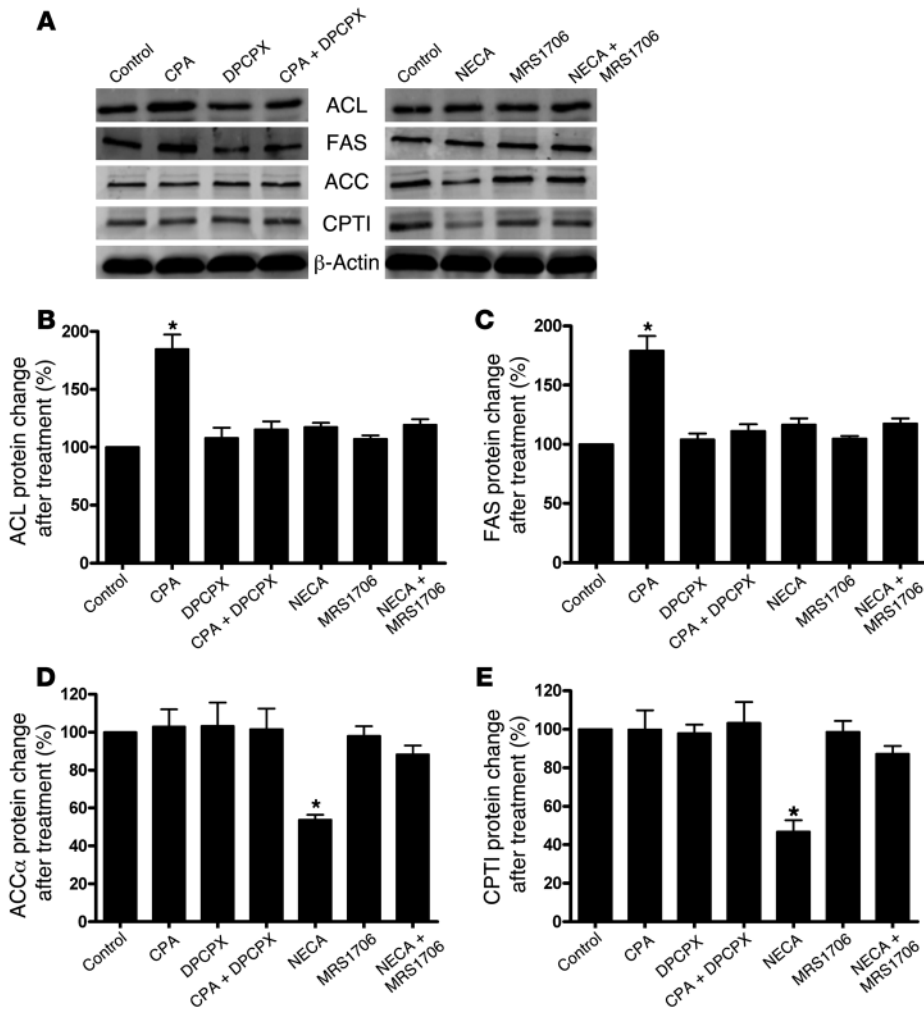 A
Control
CPA
DPCPX
CPA + DPCPX
Control
NECA
MRS1706
NECA +
MRS1706
ACL
FAS
ACC
CPTI
β-Actin
B
ACL protein change
after treatment (%)
200
150
100
50
0
*
Control
CPA
DPCPX
CPA + DPCPX
NECA
MRS1706
NECA +
MRS1706
C
FAS protein change
after treatment (%)
200
150
100
50
0
*
Control
CPA
DPCPX
CPA + DPCPX
NECA
MRS1706
NECA +
MRS1706
D
ACCα protein change
after treatment (%)
120
100
80
60
40
20
0
*
Control
CPA
DPCPX
CPA + DPCPX
NECA
MRS1706
NECA +
MRS1706
E
CPTI protein change
after treatment (%)
120
100
80
60
40
20
0
*
Control
CPA
DPCPX
CPA + DPCPX
NECA
MRS1706
NECA +
MRS1706